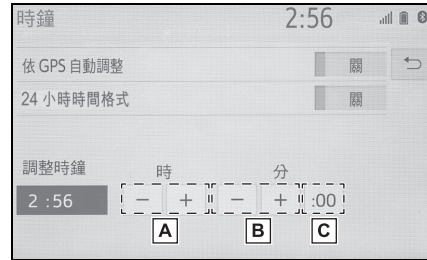 時鐘 2:56
依 GPS 自動調整 關
24 小時時間格式 關
調整時鐘 時 分
2 :56 − + − + :00
A B C